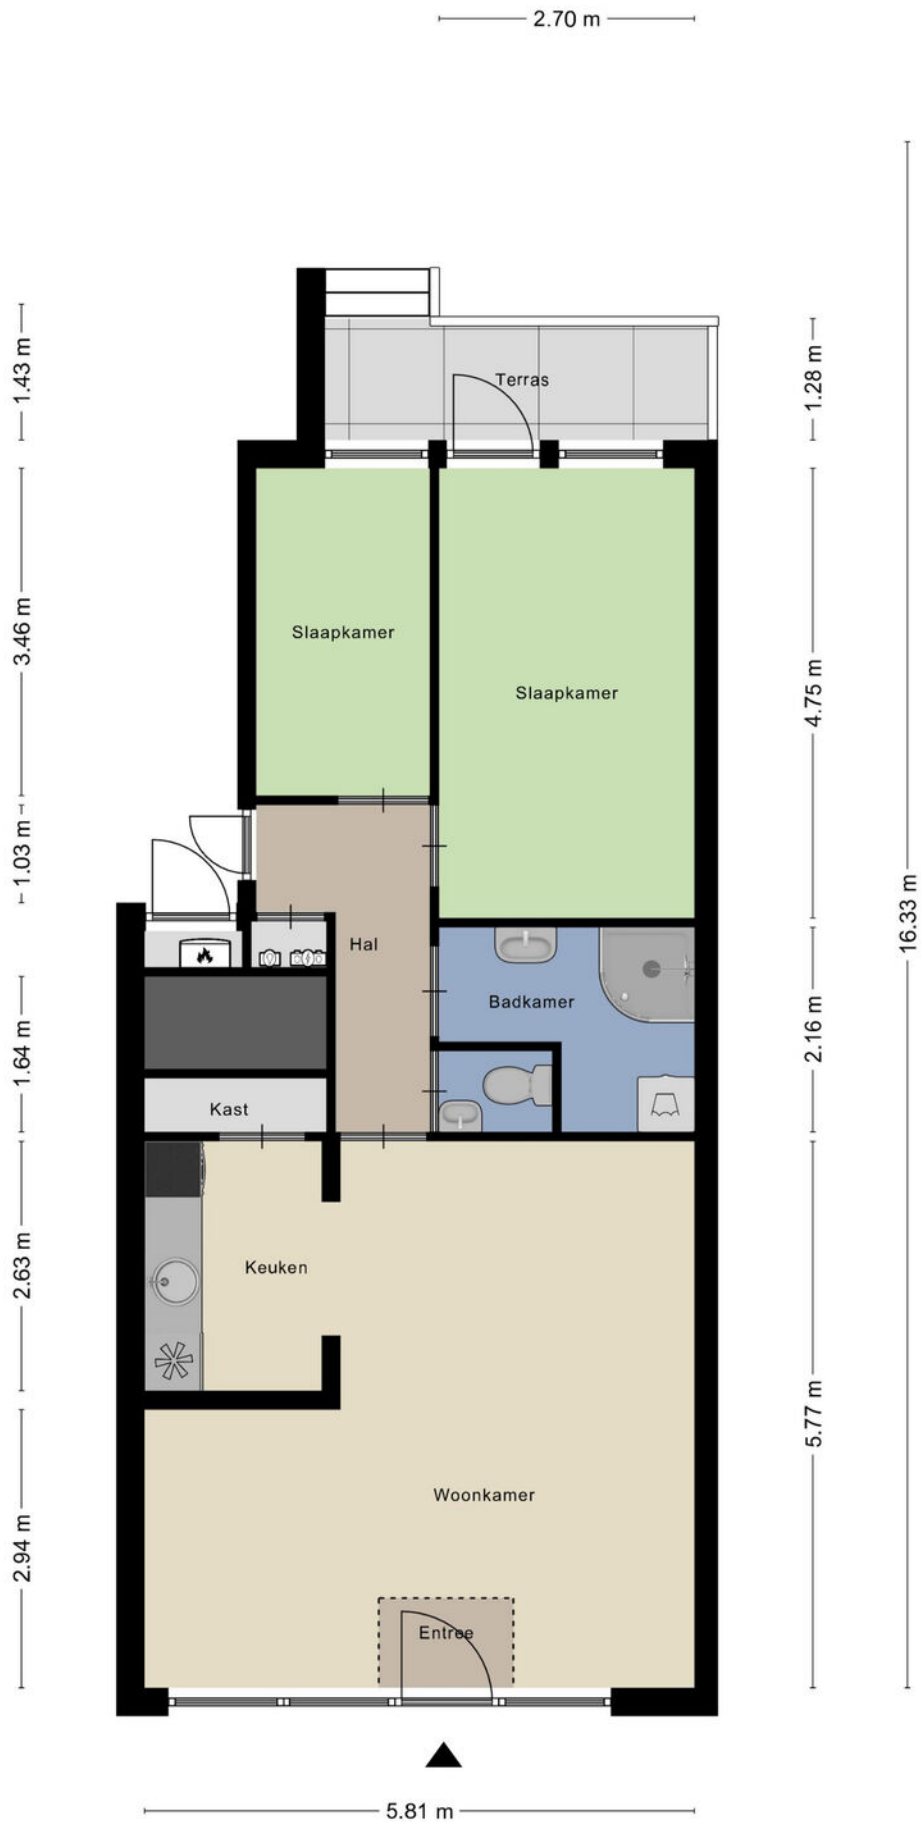 2.70 m
1.43 m
1.28 m
Terras
3.46 m
Slaapkamer
Slaapkamer
4.75 m
1.03 m
16.33 m
Hal
Badkamer
1.64 m
2.16 m
Kast
Keuken
2.63 m
5.77 m
Woonkamer
2.94 m
Entree
5.81 m